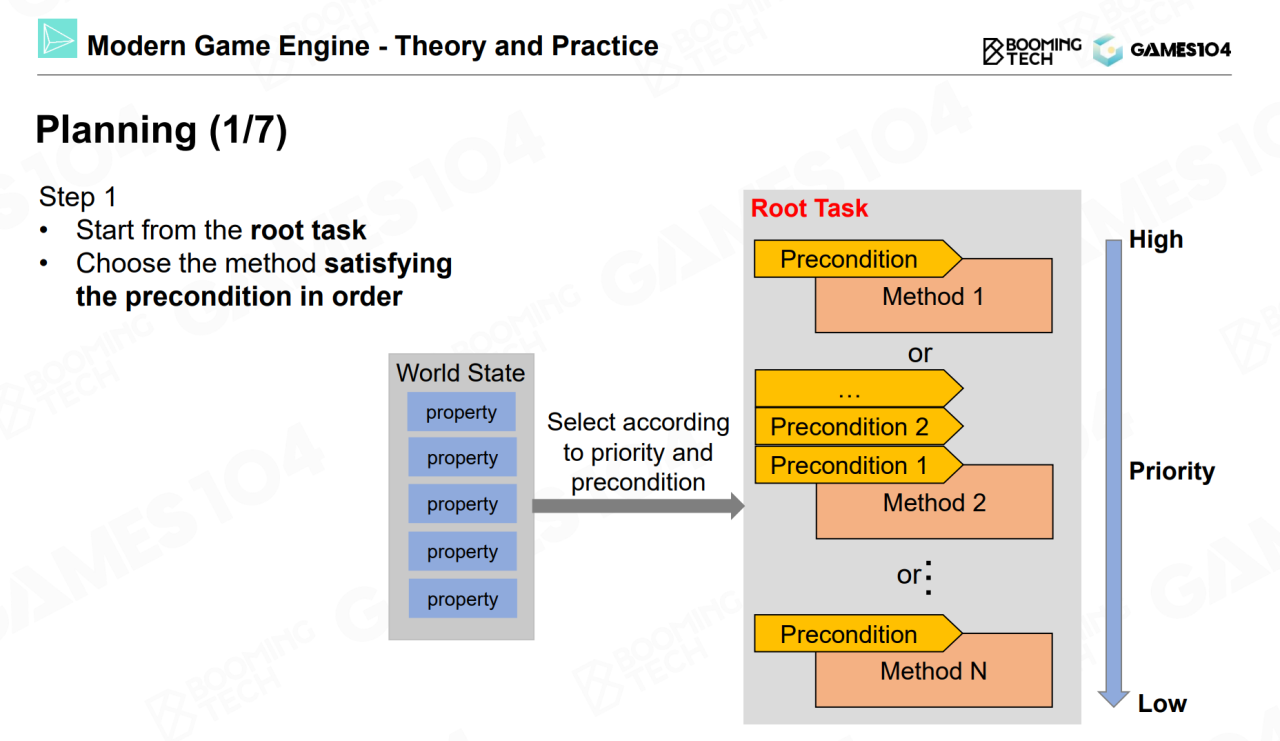 Modern Game Engine - Theory and Practice
BOOMING
TECH
GAMES104
Planning (1/7)
Step 1
• Start from the root task
• Choose the method satisfying
the precondition in order
World State
property
property
property
property
property
Select according
to priority and
precondition
Root Task
Precondition
Method 1
or
...
Precondition 2
Precondition 1
Method 2
or
Precondition
Method N
High
Priority
Low